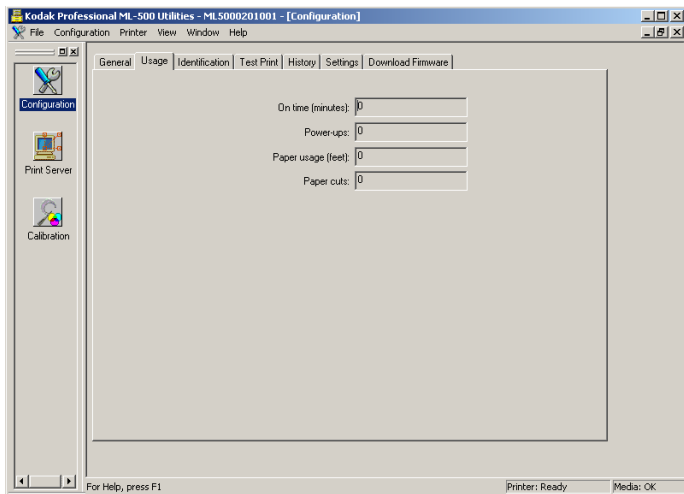 Kodak Professional ML-500 Utilities - ML5000201001 - [Configuration]
File Configuration Printer View Window Help
General Usage Identification Test Print History Settings Download Firmware
Configuration
Print Server
Calibration
On time (minutes): 0
Power-ups: 0
Paper usage (feet): 0
Paper cuts: 0
For Help, press F1
Printer: Ready
Media: OK